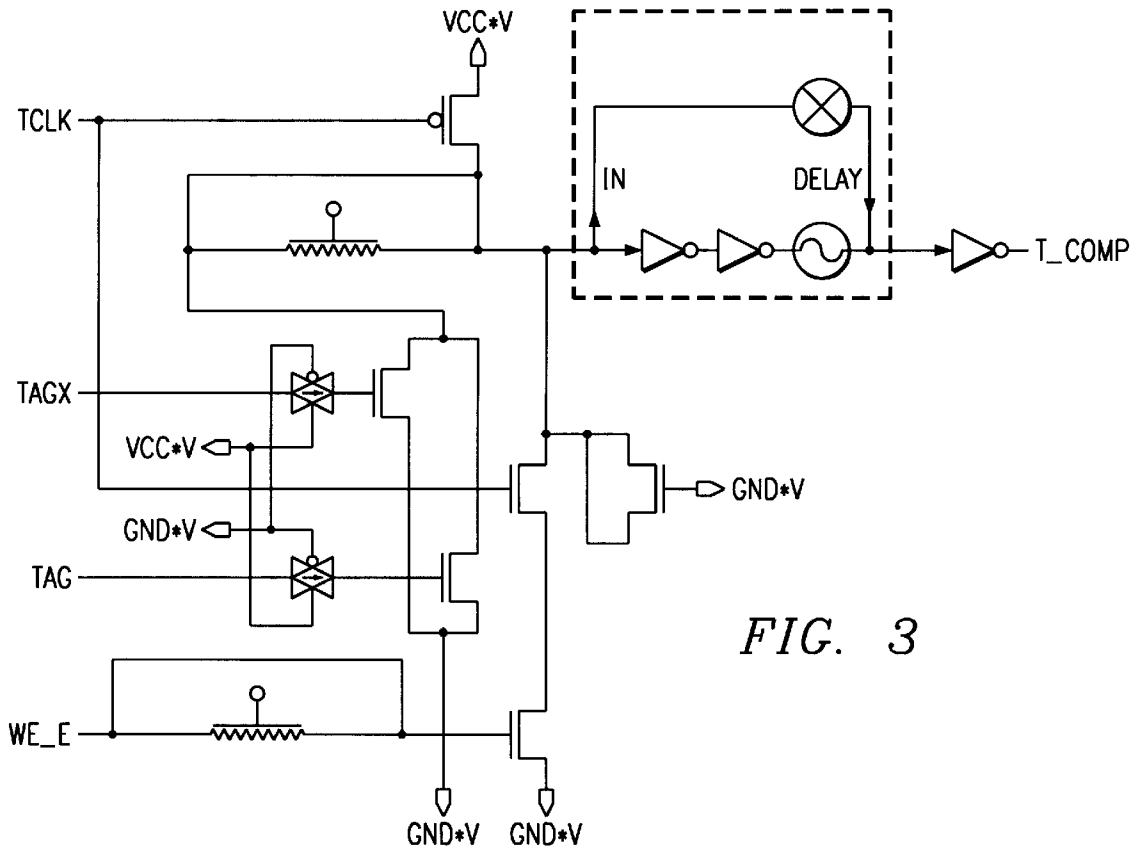 VCC*V
TCLK
IN
DELAY
T_COMP
TAGX
VCC*V
GND*V
GND*V
TAG
FIG. 3
WE_E
GND*V
GND*V